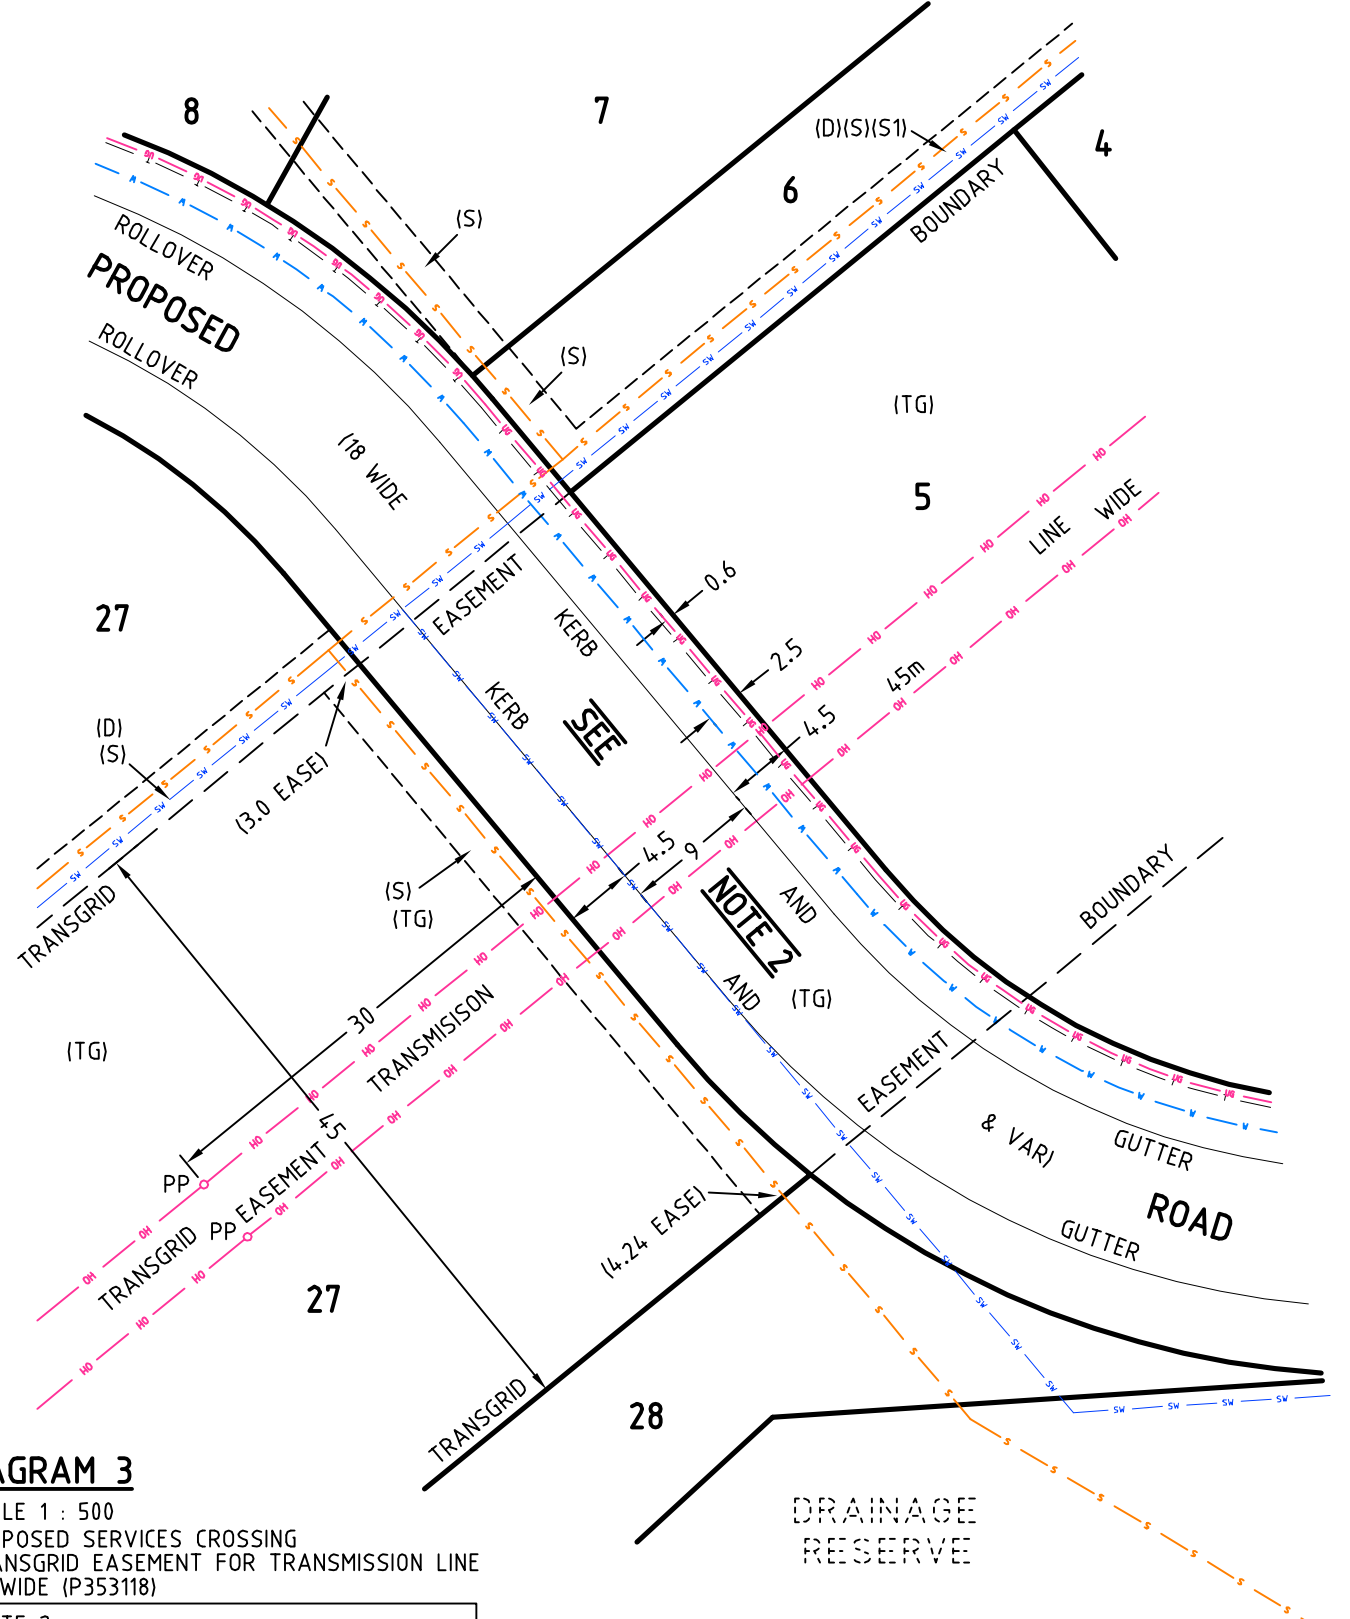 8
7
(D)(S)(S1)
4
6
BOUNDARY
(S)
ROLLOVER
PROPOSED
ROLLOVER
(S)
(TG)
(18 WIDE
5
LINE WIDE
EASEMENT
0.6
27
KERB
2.5
45m
KERB
SEE
4.5
(D)
(S)
(3.0 EASE)
4.5
9
BOUNDARY
TRANSGRID
(S)
(TG)
NOTE 2
AND
AND
(TG)
30
TRANSMISISON
(TG)
EASEMENT
45
& VAR)
GUTTER
PP
EASEMENT
PP
TRANSGRID
(4.24 EASE)
ROAD
GUTTER
27
TRANSGRID
28
AGRAM 3
LE 1 : 500
POSED SERVICES CROSSING
ANSGRID EASEMENT FOR TRANSMISSION LINE
WIDE (P353118)
DRAINAGE
RESERVE